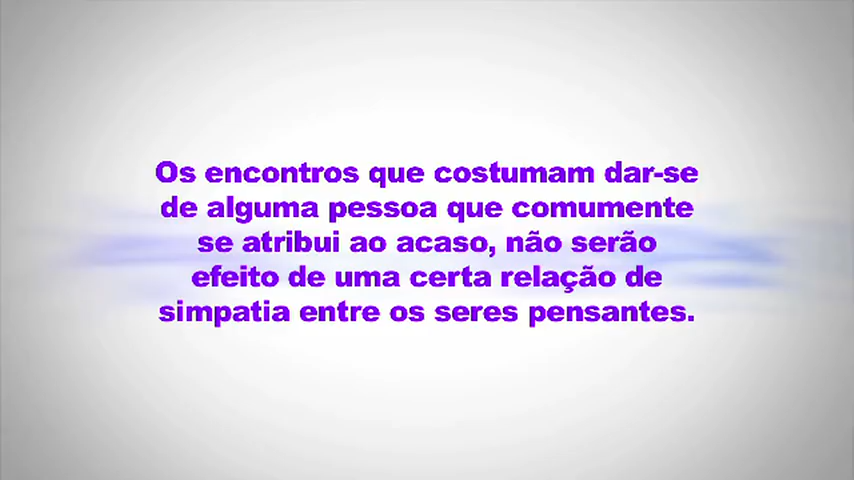 Os encontros que costumam dar-se
de alguma pessoa que comumente
se atribui ao acaso, não serão
efeito de uma certa relação de
simpatia entre os seres pensantes.